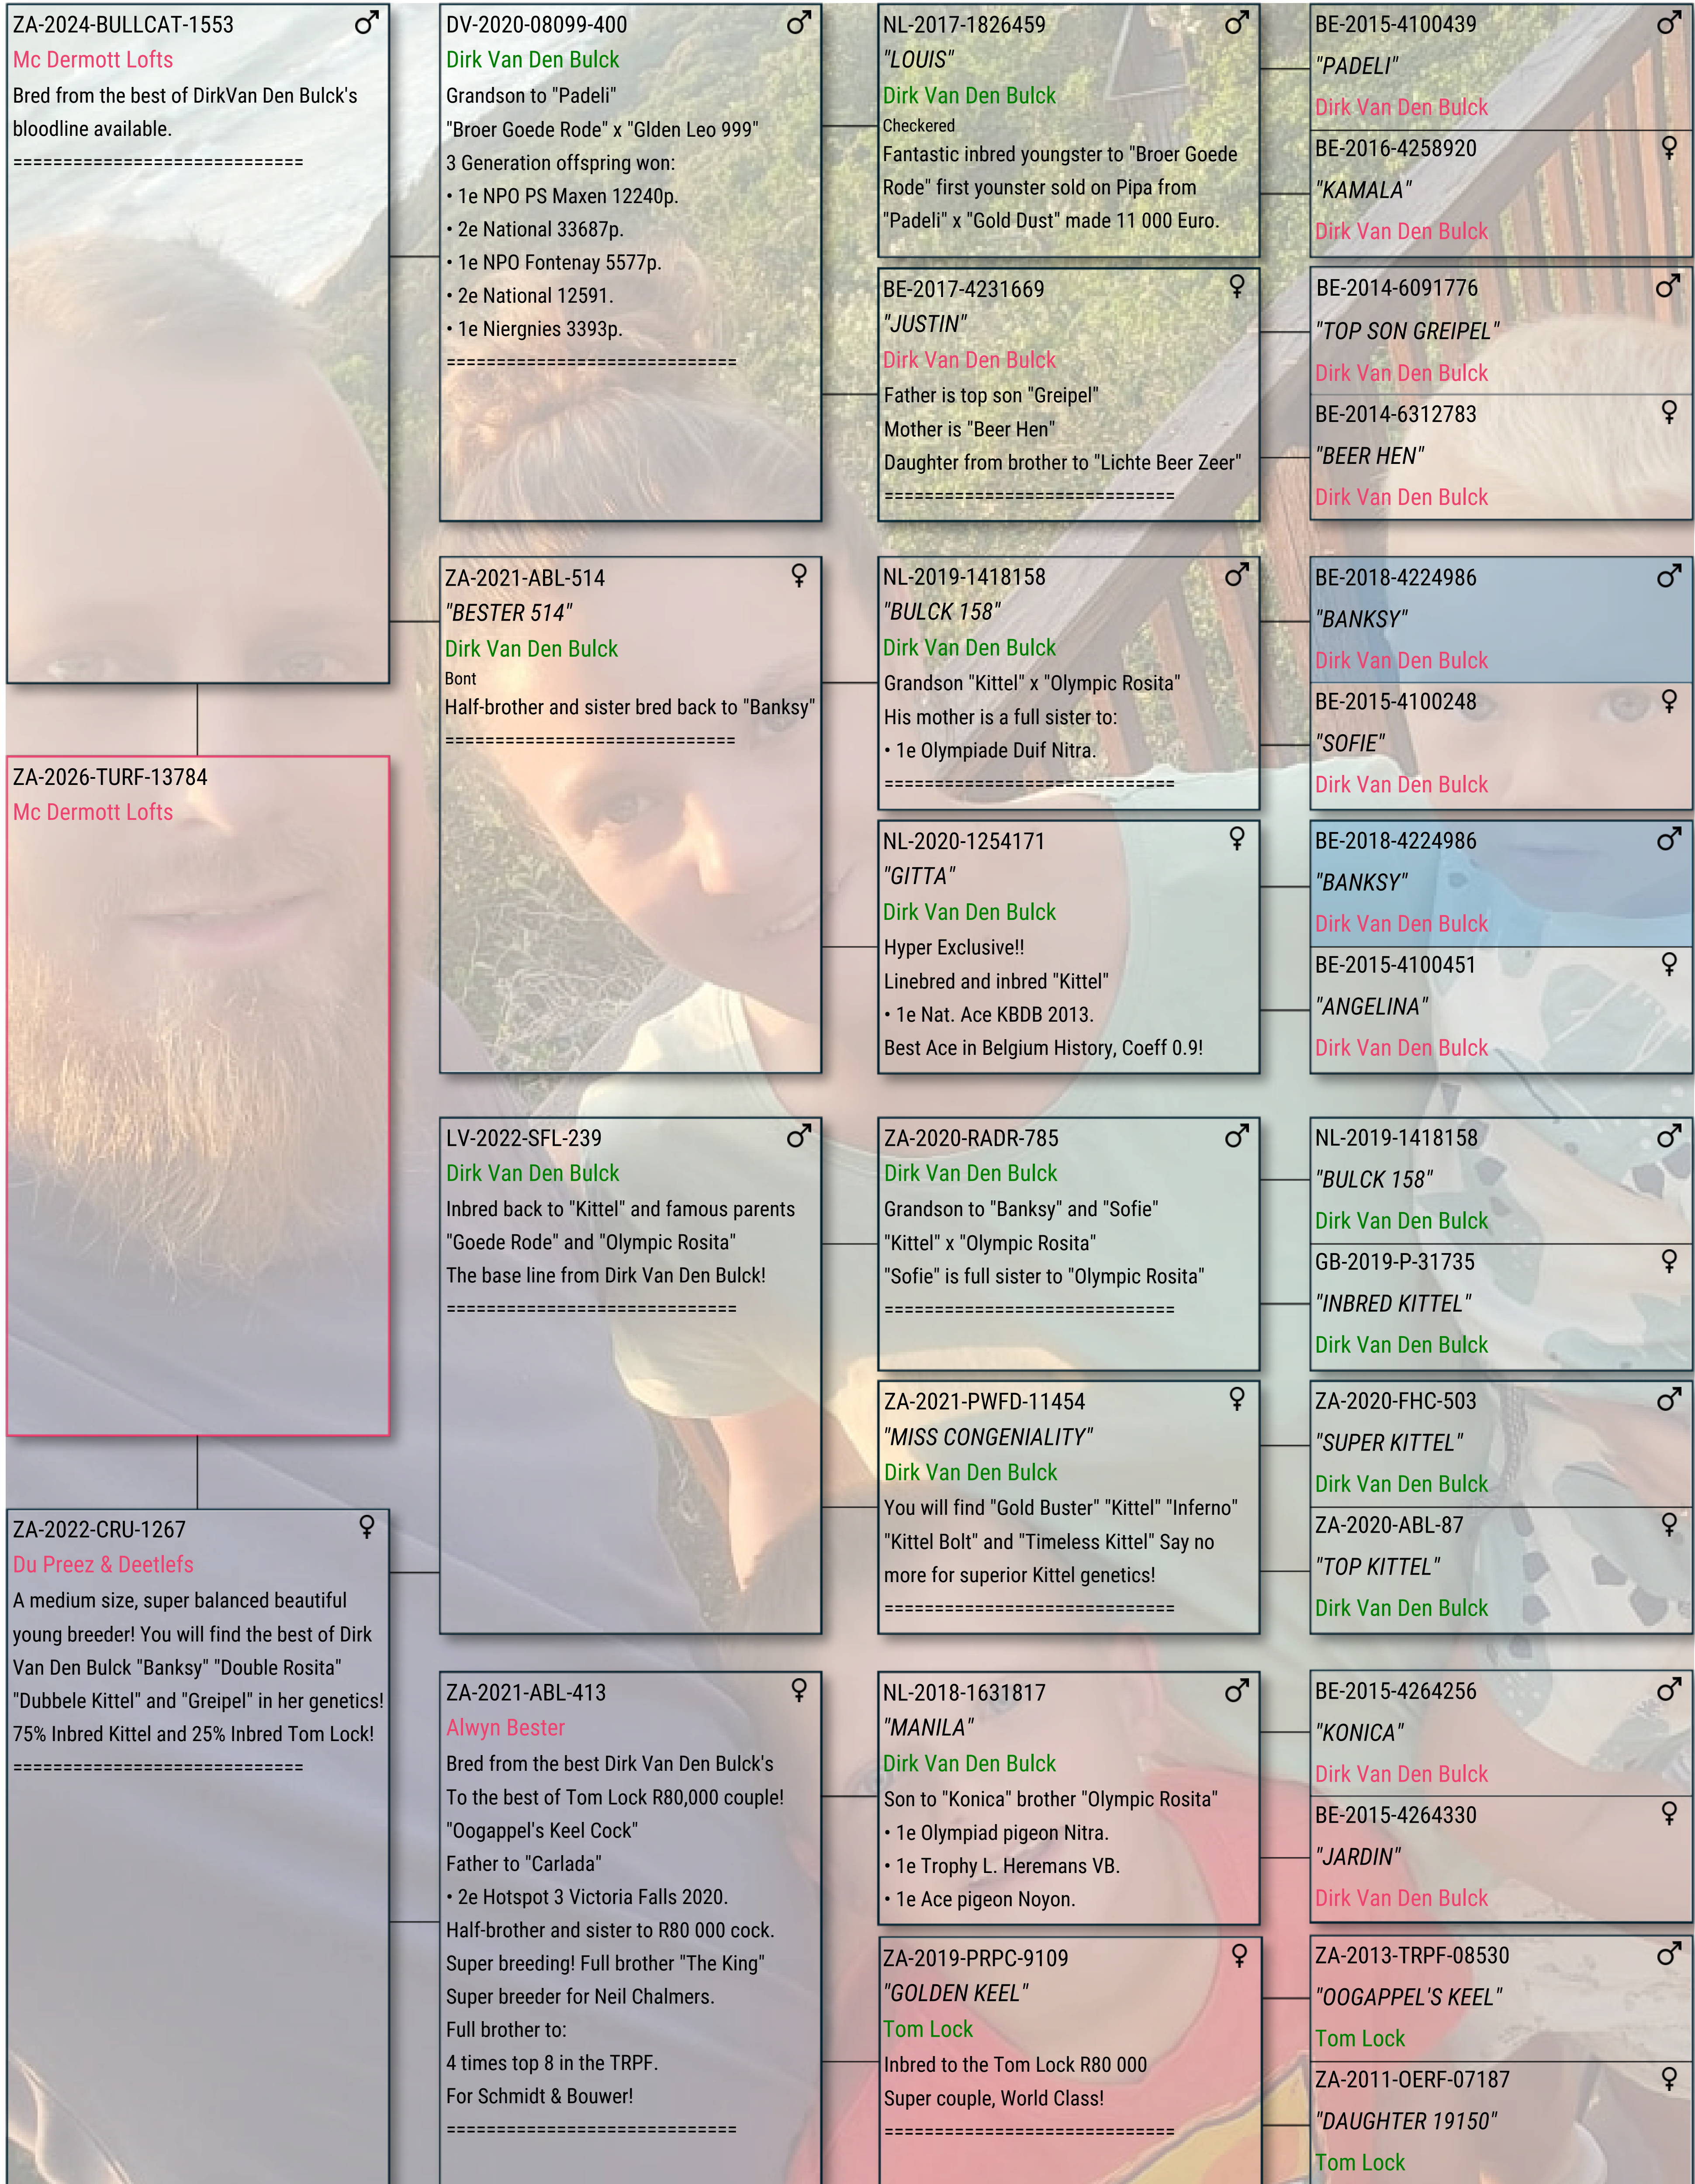 ZA-2024-BULLCAT-1553 ♂
Mc Dermott Lofts
Bred from the best of DirkVan Den Bulck's
bloodline available.
=============================
ZA-2026-TURF-13784
Mc Dermott Lofts
ZA-2022-CRU-1267 ♀
Du Preez & Deetlefs
A medium size, super balanced beautiful
young breeder! You will find the best of Dirk
Van Den Bulck "Banksy" "Double Rosita"
"Dubbele Kittel" and "Greipel" in her genetics!
75% Inbred Kittel and 25% Inbred Tom Lock!
=============================
DV-2020-08099-400 ♂
Dirk Van Den Bulck
Grandson to "Padeli"
"Broer Goede Rode" x "Glden Leo 999"
3 Generation offspring won:
• 1e NPO PS Maxen 12240p.
• 2e National 33687p.
• 1e NPO Fontenay 5577p.
• 2e National 12591.
• 1e Niergnies 3393p.
=============================
ZA-2021-ABL-514 ♀
"BESTER 514"
Dirk Van Den Bulck
Bont
Half-brother and sister bred back to "Banksy"
=============================
LV-2022-SFL-239 ♂
Dirk Van Den Bulck
Inbred back to "Kittel" and famous parents
"Goede Rode" and "Olympic Rosita"
The base line from Dirk Van Den Bulck!
=============================
ZA-2021-ABL-413 ♀
Alwyn Bester
Bred from the best Dirk Van Den Bulck's
To the best of Tom Lock R80,000 couple!
"Oogappel's Keel Cock"
Father to "Carlada"
• 2e Hotspot 3 Victoria Falls 2020.
Half-brother and sister to R80 000 cock.
Super breeding! Full brother "The King"
Super breeder for Neil Chalmers.
Full brother to:
4 times top 8 in the TRPF.
For Schmidt & Bouwer!
=============================
NL-2017-1826459 ♂
"LOUIS"
Dirk Van Den Bulck
Checkered
Fantastic inbred youngster to "Broer Goede
Rode" first younster sold on Pipa from
"Padeli" x "Gold Dust" made 11 000 Euro.
BE-2017-4231669 ♀
"JUSTIN"
Dirk Van Den Bulck
Father is top son "Greipel"
Mother is "Beer Hen"
Daughter from brother to "Lichte Beer Zeer"
=============================
NL-2019-1418158 ♂
"BULCK 158"
Dirk Van Den Bulck
Grandson "Kittel" x "Olympic Rosita"
His mother is a full sister to:
• 1e Olympiade Duif Nitra.
=============================
NL-2020-1254171 ♀
"GITTA"
Dirk Van Den Bulck
Hyper Exclusive!!
Linebred and inbred "Kittel"
• 1e Nat. Ace KBDB 2013.
Best Ace in Belgium History, Coeff 0.9!
ZA-2020-RADR-785 ♂
Dirk Van Den Bulck
Grandson to "Banksy" and "Sofie"
"Kittel" x "Olympic Rosita"
"Sofie" is full sister to "Olympic Rosita"
=============================
ZA-2021-PWFD-11454 ♀
"MISS CONGENIALITY"
Dirk Van Den Bulck
You will find "Gold Buster" "Kittel" "Inferno"
"Kittel Bolt" and "Timeless Kittel" Say no
more for superior Kittel genetics!
=============================
NL-2018-1631817 ♂
"MANILA"
Dirk Van Den Bulck
Son to "Konica" brother "Olympic Rosita"
• 1e Olympiad pigeon Nitra.
• 1e Trophy L. Heremans VB.
• 1e Ace pigeon Noyon.
ZA-2019-PRPC-9109 ♀
"GOLDEN KEEL"
Tom Lock
Inbred to the Tom Lock R80 000
Super couple, World Class!
=============================
BE-2015-4100439 ♂
"PADELI"
Dirk Van Den Bulck
BE-2016-4258920 ♀
"KAMALA"
Dirk Van Den Bulck
BE-2014-6091776 ♂
"TOP SON GREIPEL"
Dirk Van Den Bulck
BE-2014-6312783 ♀
"BEER HEN"
Dirk Van Den Bulck
BE-2018-4224986 ♂
"BANKSY"
Dirk Van Den Bulck
BE-2015-4100248 ♀
"SOFIE"
Dirk Van Den Bulck
BE-2018-4224986 ♂
"BANKSY"
Dirk Van Den Bulck
BE-2015-4100451 ♀
"ANGELINA"
Dirk Van Den Bulck
NL-2019-1418158 ♂
"BULCK 158"
Dirk Van Den Bulck
GB-2019-P-31735 ♀
"INBRED KITTEL"
Dirk Van Den Bulck
ZA-2020-FHC-503 ♂
"SUPER KITTEL"
Dirk Van Den Bulck
ZA-2020-ABL-87 ♀
"TOP KITTEL"
Dirk Van Den Bulck
BE-2015-4264256 ♂
"KONICA"
Dirk Van Den Bulck
BE-2015-4264330 ♀
"JARDIN"
Dirk Van Den Bulck
ZA-2013-TRPF-08530 ♂
"OOGAPPEL'S KEEL"
Tom Lock
ZA-2011-OERF-07187 ♀
"DAUGHTER 19150"
Tom Lock